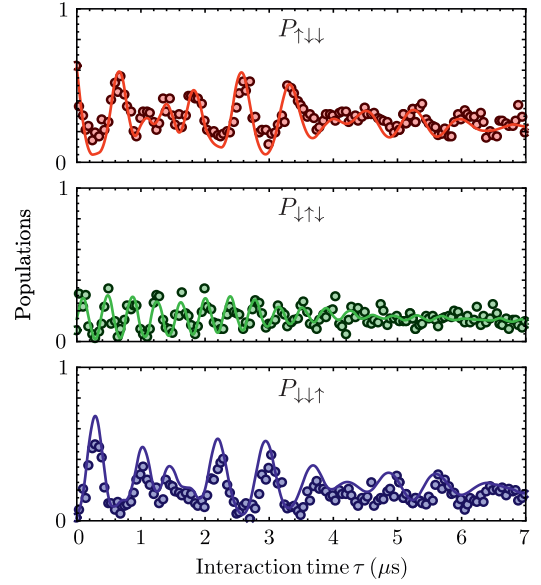 1
P↑↓↓
0
1
P↓↑↓
Populations
0
1
P↓↓↑
0
0 1 2 3 4 5 6 7
Interaction time τ (μs)